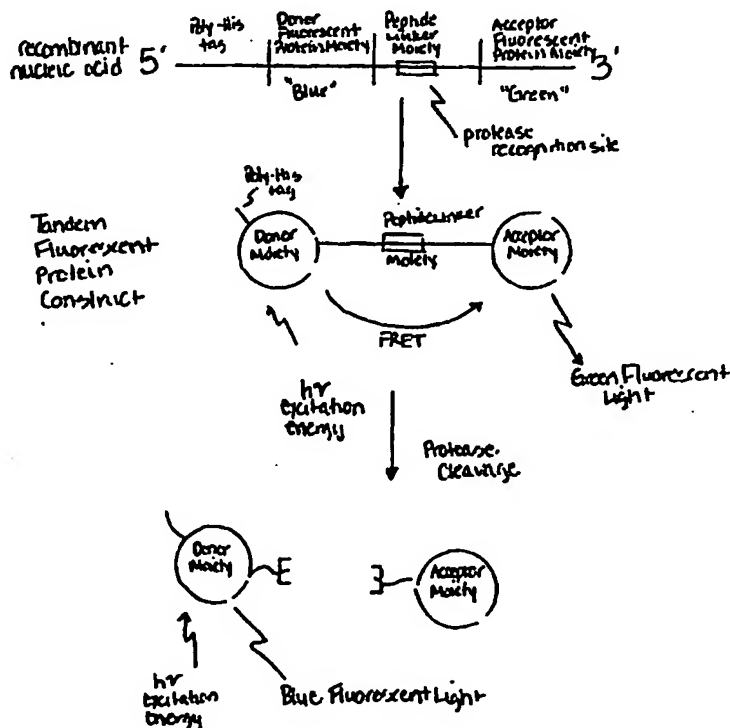 recombinant
nucleic acid
5'
Poly-His
tag
Donor
Fluorescent
Protein Moiety
Peptide
Linker
Moiety
Acceptor
Fluorescent
Protein Moiety
3'
"Blue"
"Green"
protease
recognition site
Tandem
Fluorescent
Protein
Construct
Poly-His
tag
Donor
Moiety
Peptide Linker
Moiety
Acceptor
Moiety
FRET
hν
excitation
energy
Green Fluorescent
Light
Protease
Cleavage
Donor
Moiety
Acceptor
Moiety
hν
excitation
energy
Blue Fluorescent Light